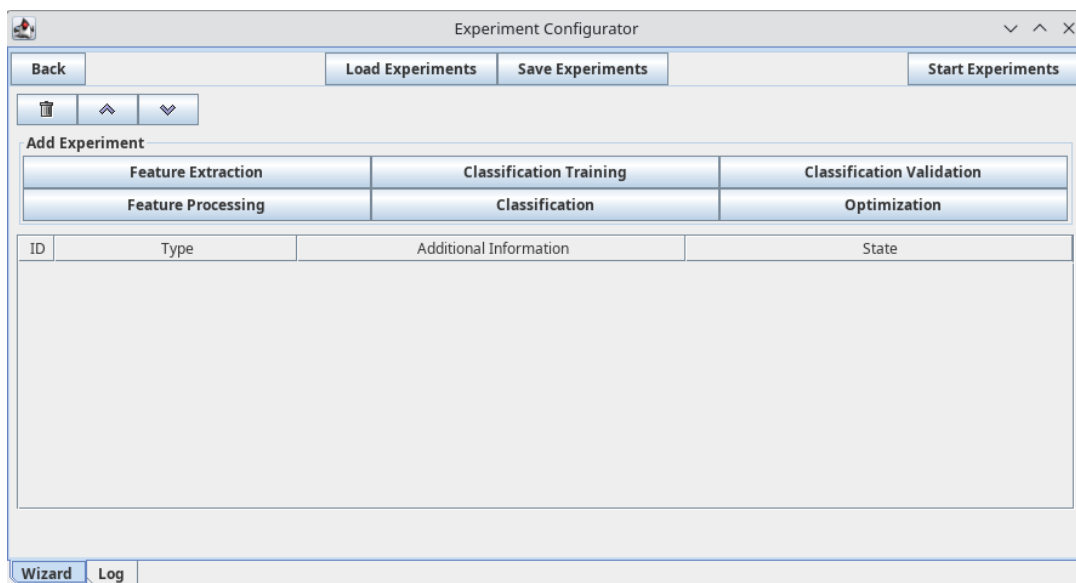 Experiment Configurator
Back Load Experiments Save Experiments Start Experiments
Add Experiment
Feature Extraction Classification Training Classification Validation
Feature Processing Classification Optimization
ID Type Additional Information State
Wizard Log